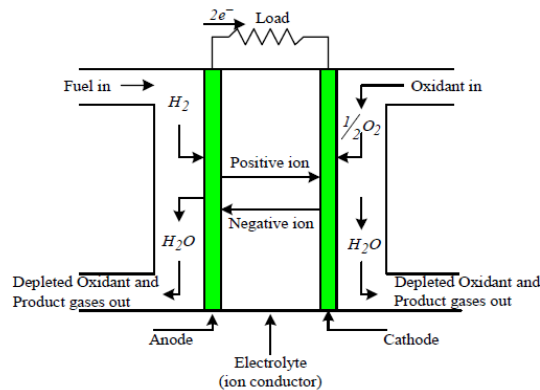 2e⁻
Load
Fuel in
Oxidant in
H₂
1/2O₂
Positive ion
Negative ion
H₂O
H₂O
Depleted Oxidant and
Product gases out
Depleted Oxidant and
Product gases out
Anode
Cathode
Electrolyte
(ion conductor)